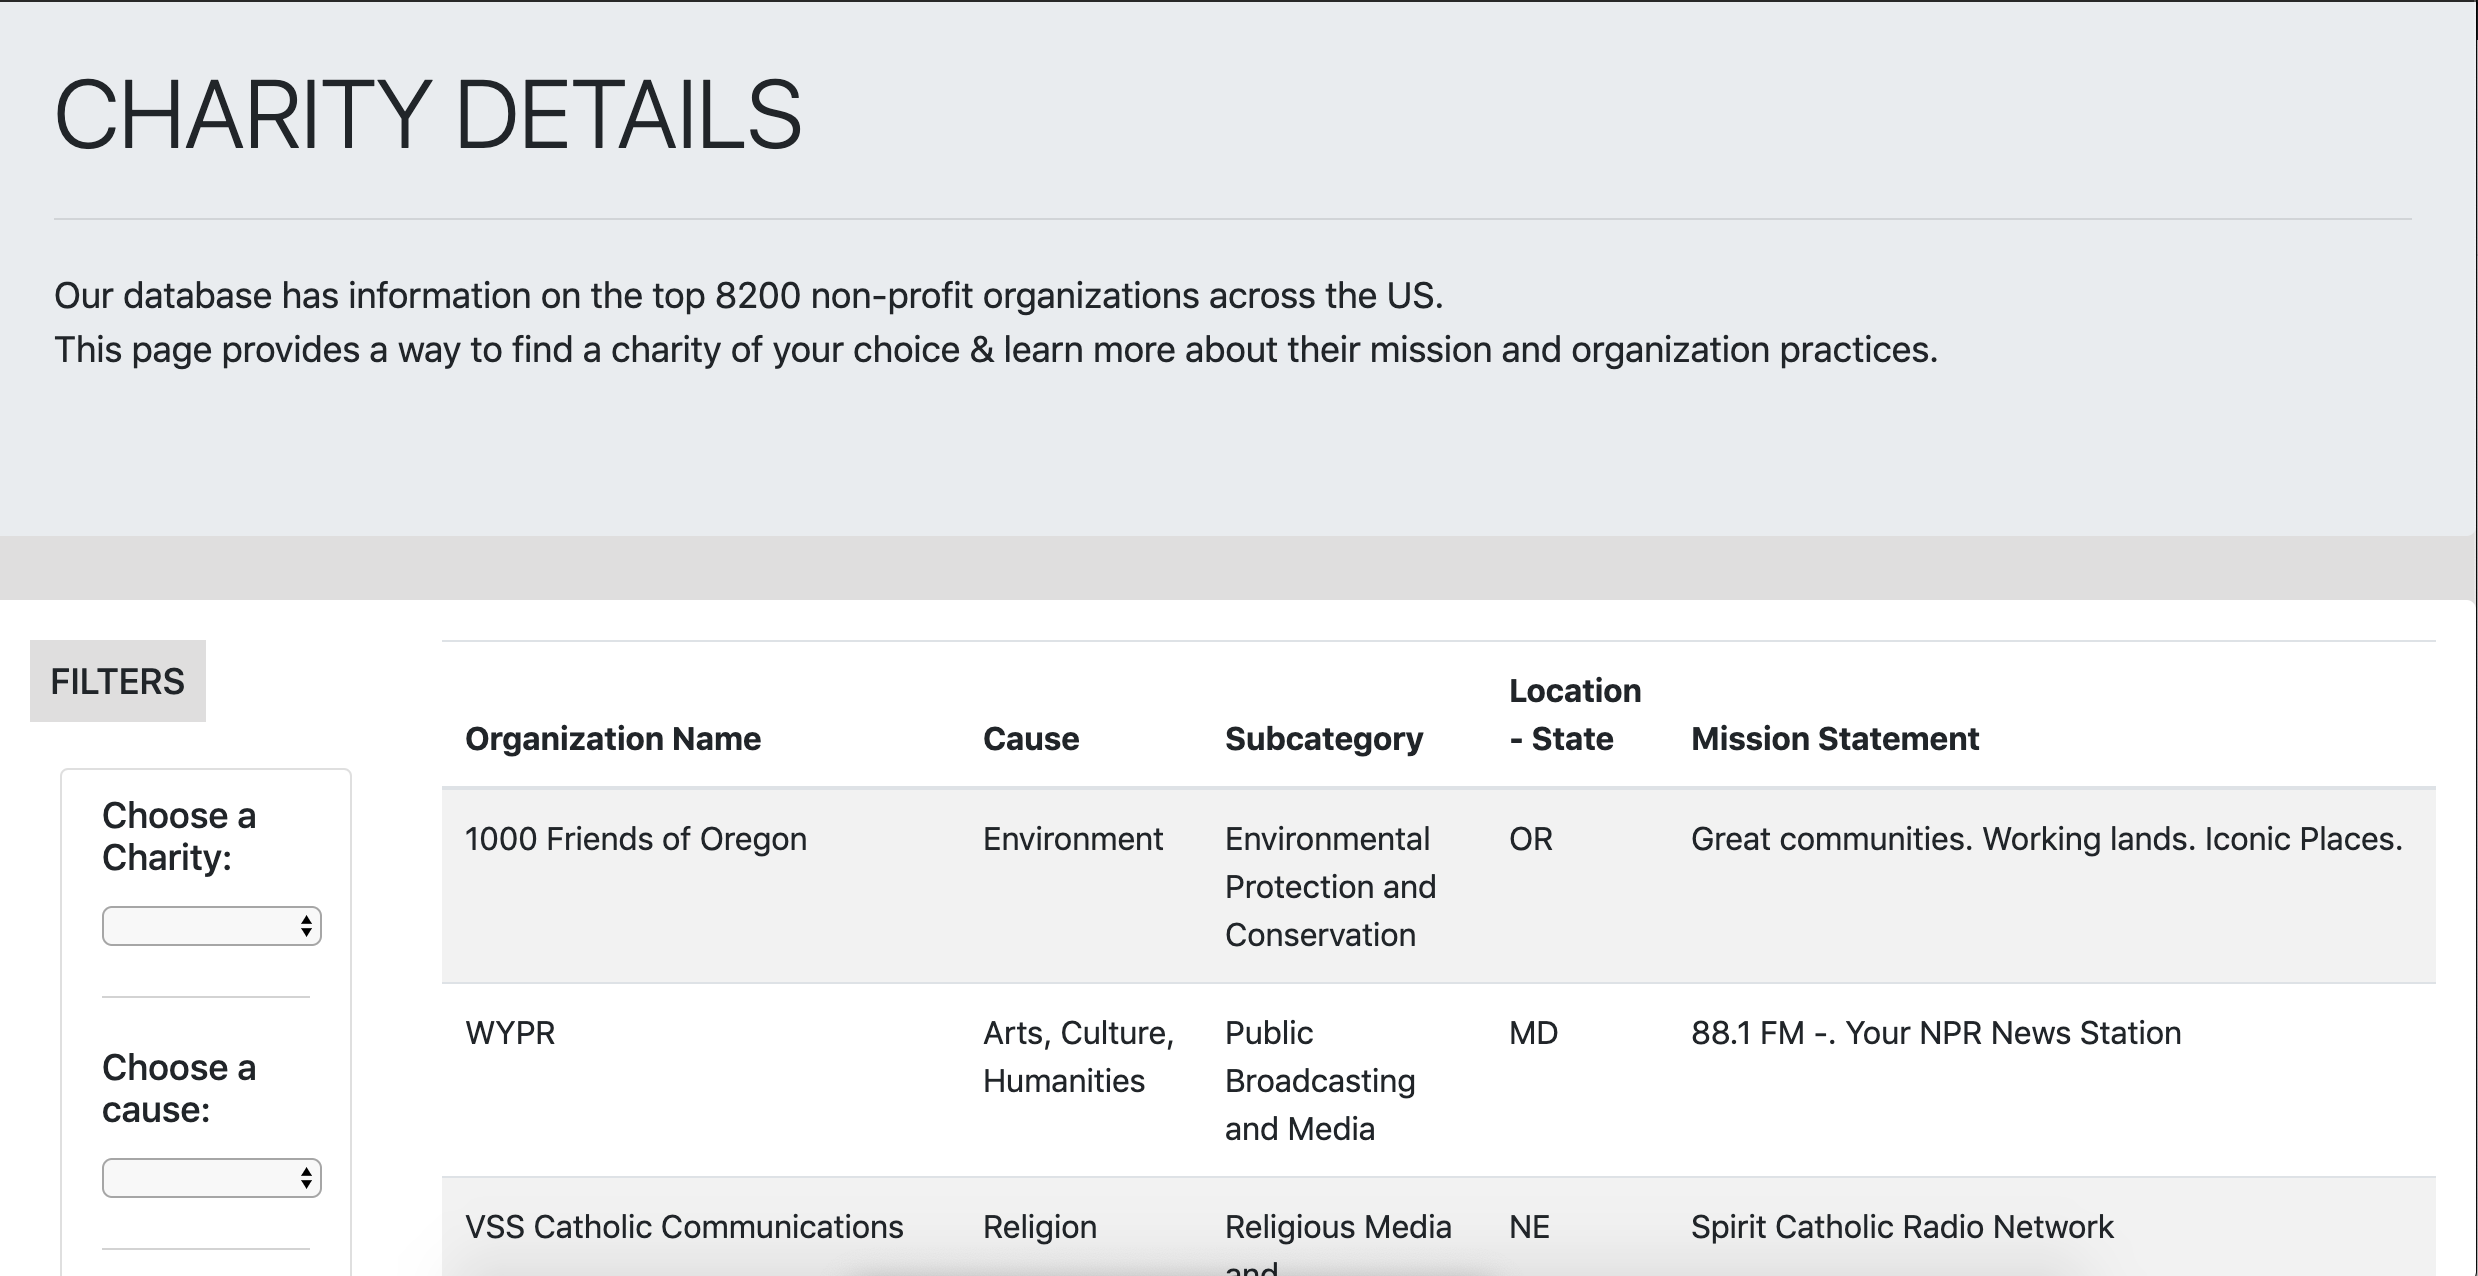 CHARITY DETAILS
Our database has information on the top 8200 non-profit organizations across the US.
This page provides a way to find a charity of your choice & learn more about their mission and organization practices.
FILTERS
Choose a
Charity:
Choose a
cause:
Organization Name
Cause
Subcategory
Location
- State
Mission Statement
1000 Friends of Oregon
Environment
Environmental
Protection and
Conservation
OR
Great communities. Working lands. Iconic Places.
WYPR
Arts, Culture,
Humanities
Public
Broadcasting
and Media
MD
88.1 FM -. Your NPR News Station
VSS Catholic Communications
Religion
Religious Media
and
NE
Spirit Catholic Radio Network